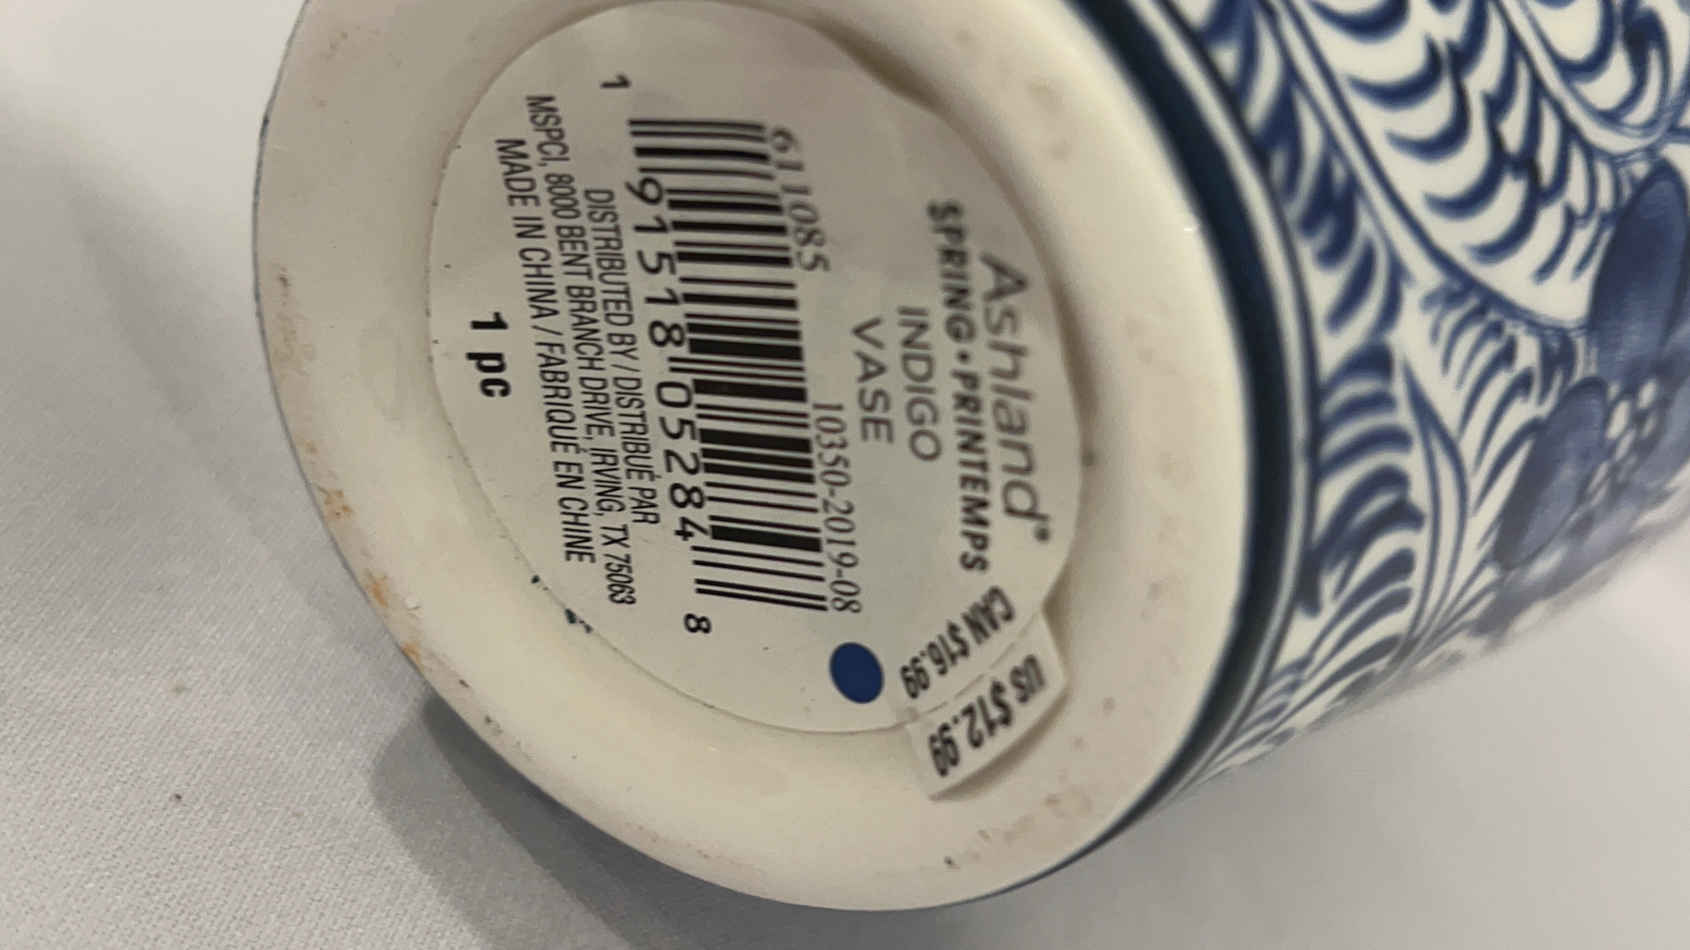 Ashland®
SPRING•PRINTEMPS
INDIGO
VASE
10350-2019-08
611085
1 91518 05284 8
DISTRIBUTED BY / DISTRIBUÉ PAR
MSPCI, 8000 BENT BRANCH DRIVE, IRVING, TX 75063
MADE IN CHINA / FABRIQUÉ EN CHINE
1 pc
CAN $16.99
US $12.99